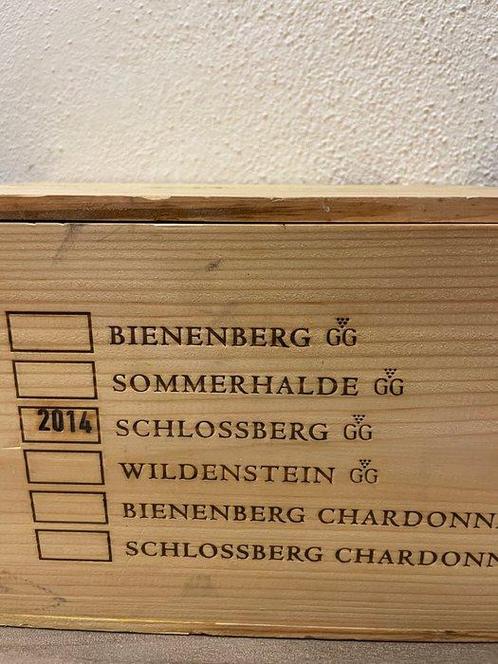 BIENENBERG GG
SOMMERHALDE GG
2014 SCHLOSSBERG GG
WILDENSTEIN GG
BIENENBERG CHARDONN
SCHLOSSBERG CHARDONN